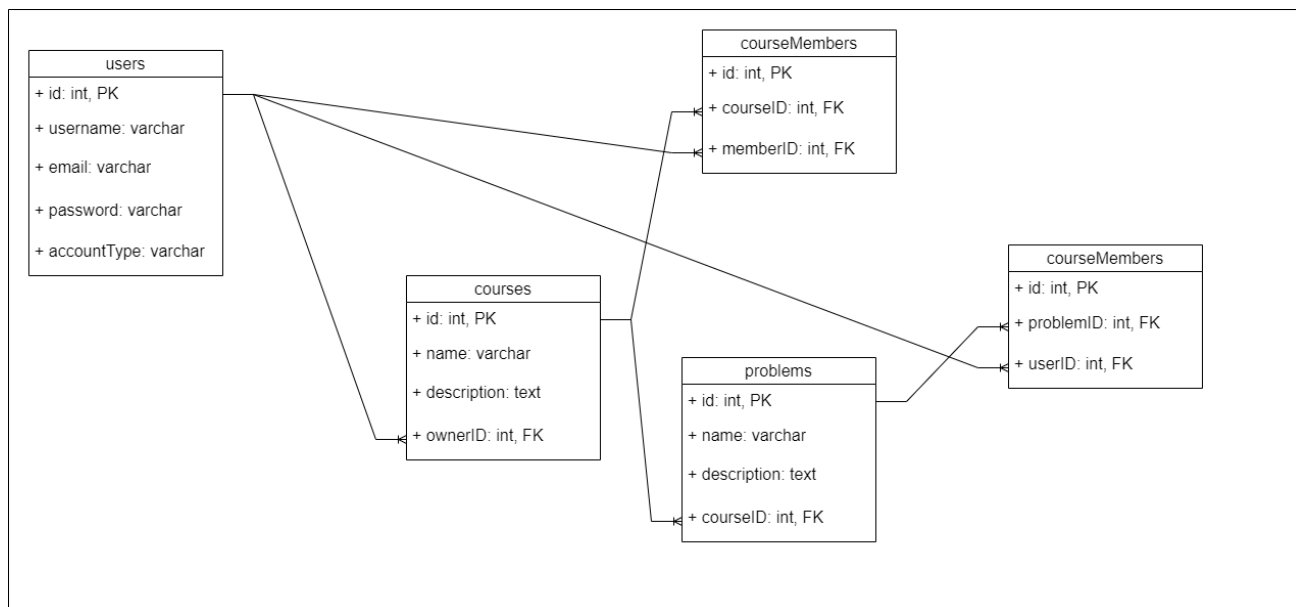 users
+ id: int, PK
+ username: varchar
+ email: varchar
+ password: varchar
+ accountType: varchar
courseMembers
+ id: int, PK
+ courseID: int, FK
+ memberID: int, FK
courses
+ id: int, PK
+ name: varchar
+ description: text
+ ownerID: int, FK
problems
+ id: int, PK
+ name: varchar
+ description: text
+ courseID: int, FK
courseMembers
+ id: int, PK
+ problemID: int, FK
+ userID: int, FK